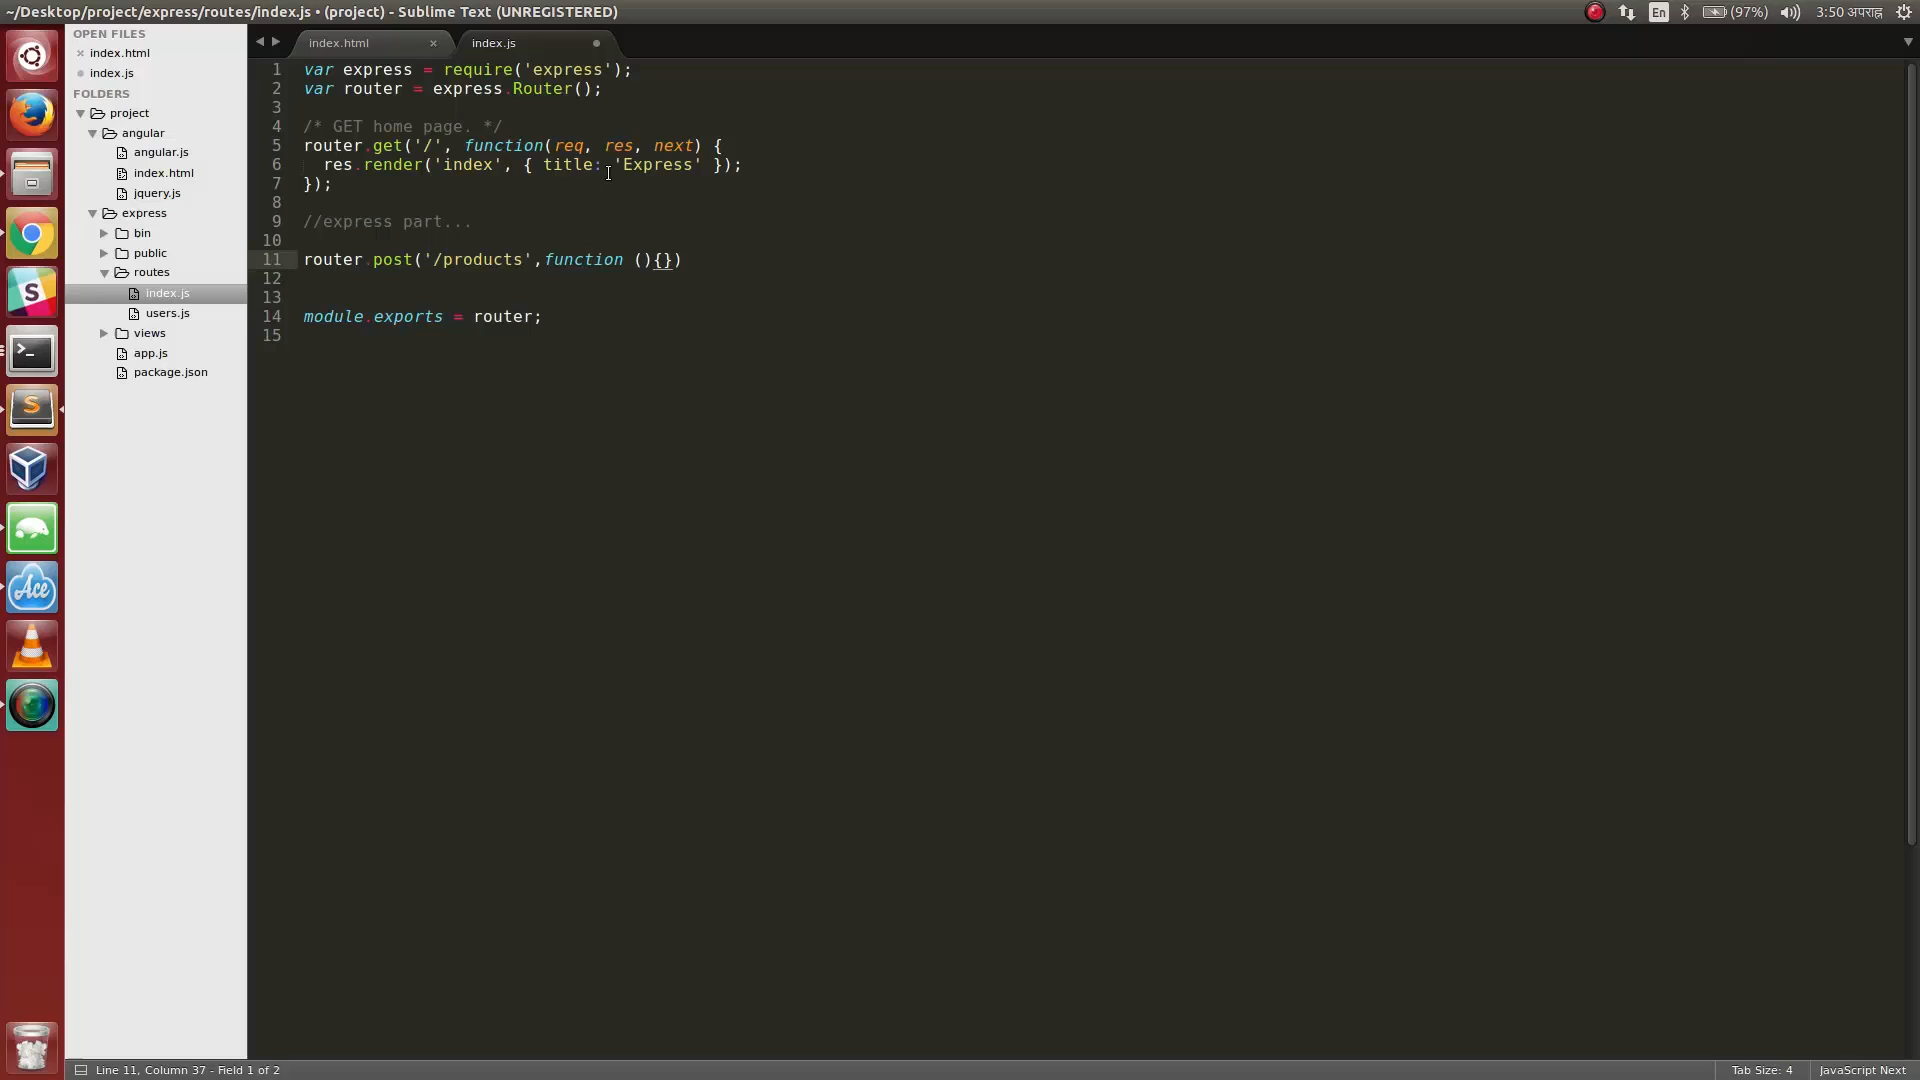 ~/Desktop/project/express/routes/index.js • (project) - Sublime Text (UNREGISTERED)
En
(97%)
3:50 अपराह्न
OPEN FILES
index.html
index.js
FOLDERS
project
angular
angular.js
index.html
jquery.js
express
bin
public
routes
index.js
users.js
views
app.js
package.json
index.html
index.js
1 var express = require('express');
2 var router = express.Router();
3
4 /* GET home page. */
5 router.get('/', function(req, res, next) {
6   res.render('index', { title: 'Express' });
7 });
8
9 //express part...
10
11 router.post('/products',function (){})
12
13
14 module.exports = router;
15
S
>_
S
Ace
Line 11, Column 37 - Field 1 of 2
Tab Size: 4
JavaScript Next